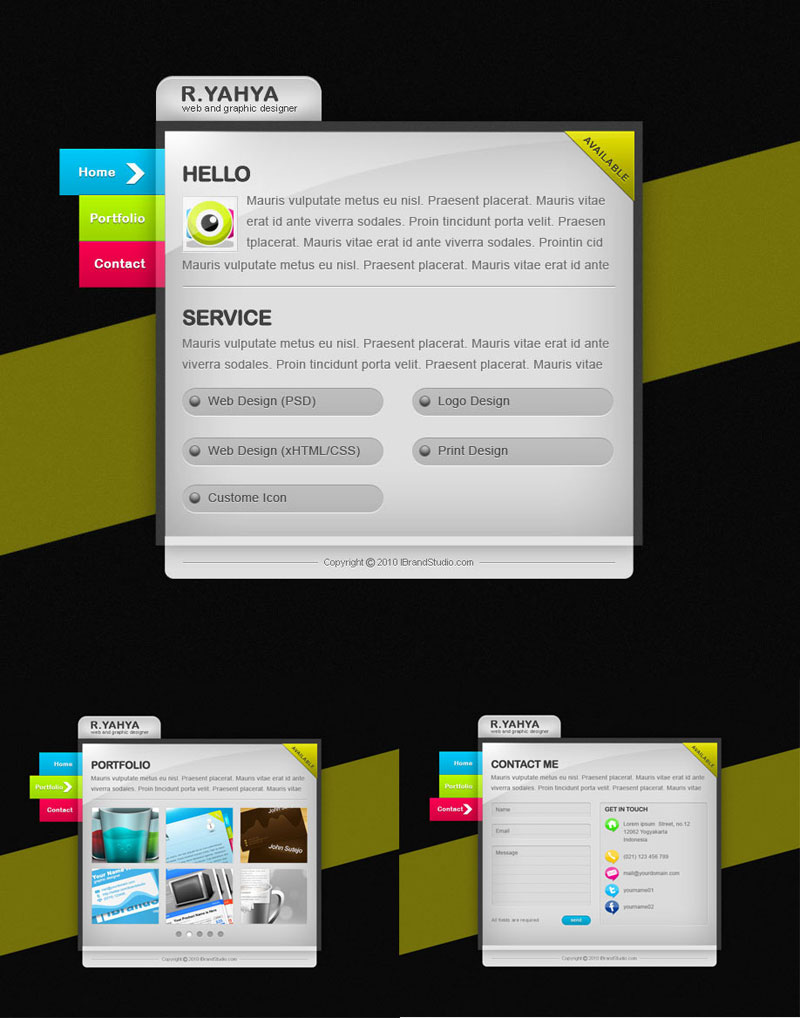 R.YAHYA
web and graphic designer
AVAILABLE
Home
Portfolio
Contact
HELLO
Mauris vulputate metus eu nisl. Praesent placerat. Mauris vitae
erat id ante viverra sodales. Proin tincidunt porta velit. Praesen
tplacerat. Mauris vitae erat id ante viverra sodales. Prointin cid
Mauris vulputate metus eu nisl. Praesent placerat. Mauris vitae erat id ante
SERVICE
Mauris vulputate metus eu nisl. Praesent placerat. Mauris vitae erat id ante
viverra sodales. Proin tincidunt porta velit. Praesent placerat. Mauris vitae
Web Design (PSD)
Logo Design
Web Design (xHTML/CSS)
Print Design
Custome Icon
Copyright © 2010 IBrandStudio.com
R.YAHYA
web and graphic designer
AVAILABLE
Home
Portfolio
Contact
PORTFOLIO
Mauris vulputate metus eu nisl. Praesent placerat. Mauris vitae erat id ante
viverra sodales. Proin tincidunt porta velit. Praesent placerat. Mauris vitae
John Sutejo
Your Name
Copyright © 2010 IBrandStudio.com
R.YAHYA
web and graphic designer
AVAILABLE
Home
Portfolio
Contact
CONTACT ME
Mauris vulputate metus eu nisl. Praesent placerat. Mauris vitae erat id ante
viverra sodales. Proin tincidunt porta velit. Praesent placerat. Mauris vitae
Name
Email
Message
All fields are required
send
GET IN TOUCH
Lorem ipsum Street, no.12
12062 Yogyakarta
Indonesia
(021) 123 456 789
mail@yourdomain.com
yourname01
yourname02
Copyright © 2010 IBrandStudio.com